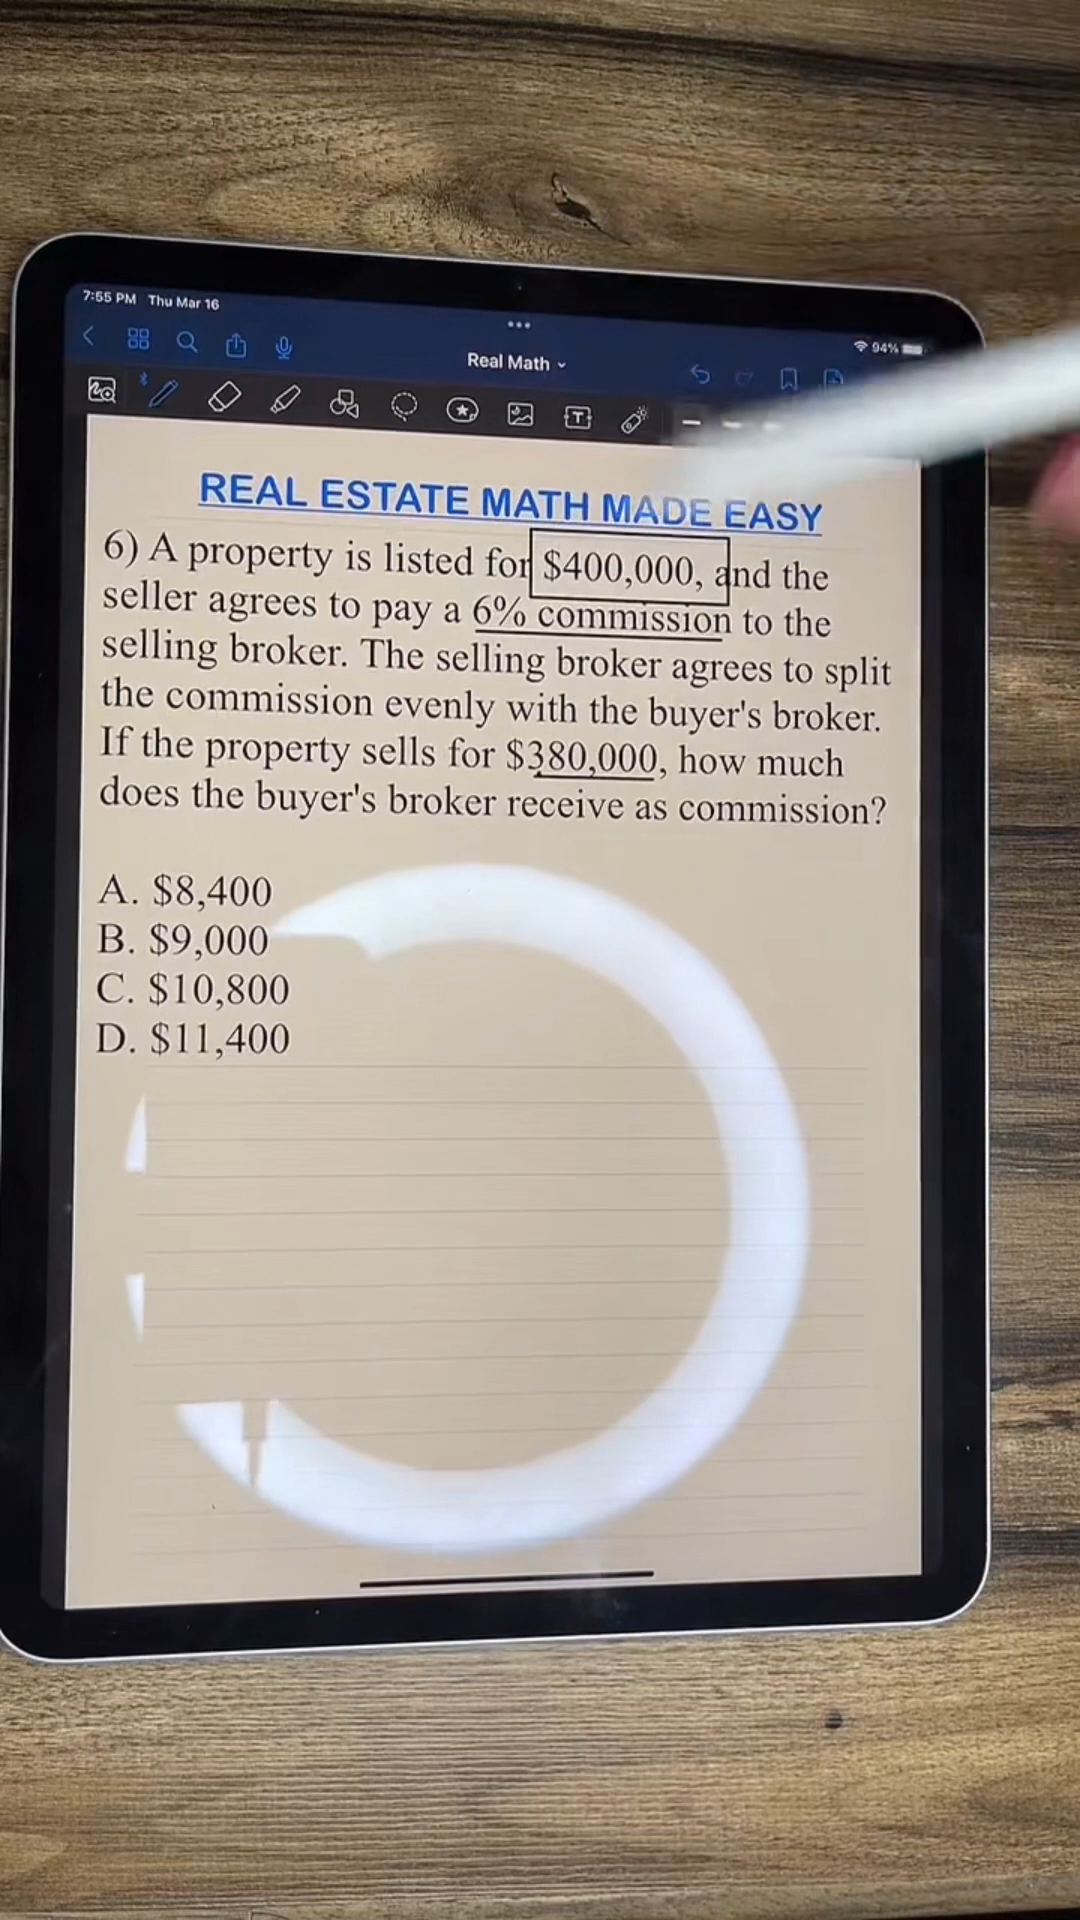 7:55 PM Thu Mar 16
94%
Real Math
REAL ESTATE MATH MADE EASY
6) A property is listed for $400,000, and the
seller agrees to pay a 6% commission to the
selling broker. The selling broker agrees to split
the commission evenly with the buyer's broker.
If the property sells for $380,000, how much
does the buyer's broker receive as commission?
A. $8,400
B. $9,000
C. $10,800
D. $11,400